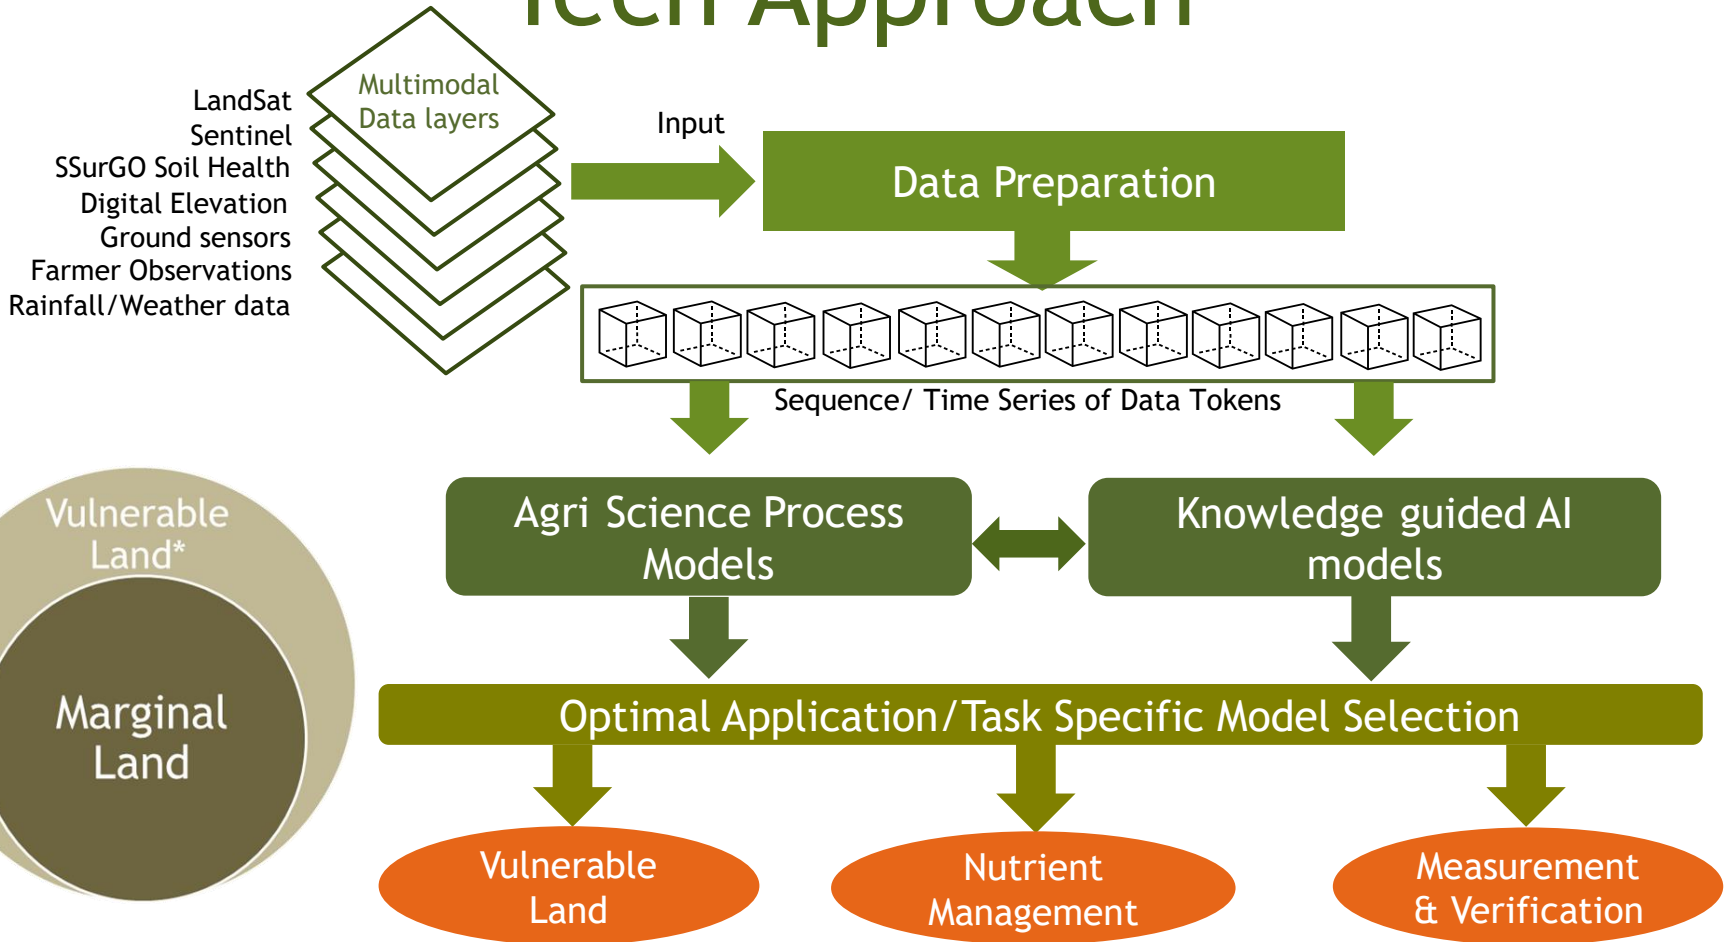 Tech Approach
Multimodal
Data layers
LandSat
Sentinel
SSurGO Soil Health
Digital Elevation
Ground sensors
Farmer Observations
Rainfall/Weather data
Input
Data Preparation
Sequence/ Time Series of Data Tokens
Vulnerable
Land*
Marginal
Land
Agri Science Process
Models
Knowledge guided AI
models
Optimal Application/Task Specific Model Selection
Vulnerable
Land
Nutrient
Management
Measurement
& Verification